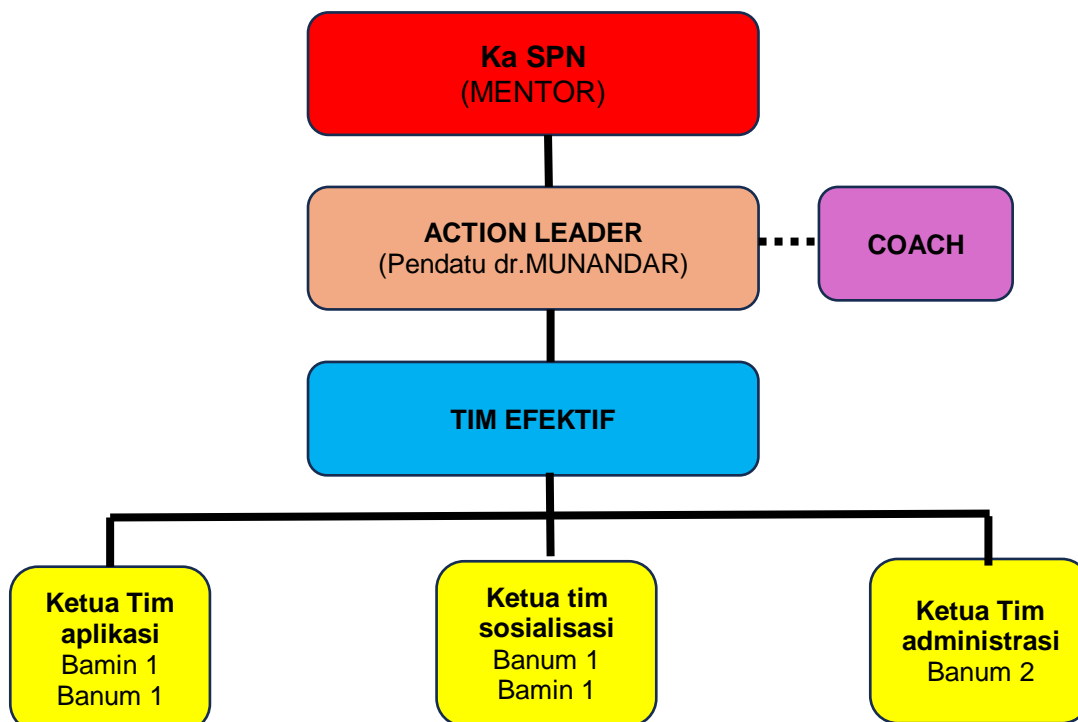 Ka SPN
(MENTOR)
ACTION LEADER
(Pendatu dr.MUNANDAR)
COACH
TIM EFEKTIF
Ketua Tim
aplikasi
Bamin 1
Banum 1
Ketua tim
sosialisasi
Banum 1
Bamin 1
Ketua Tim
administrasi
Banum 2